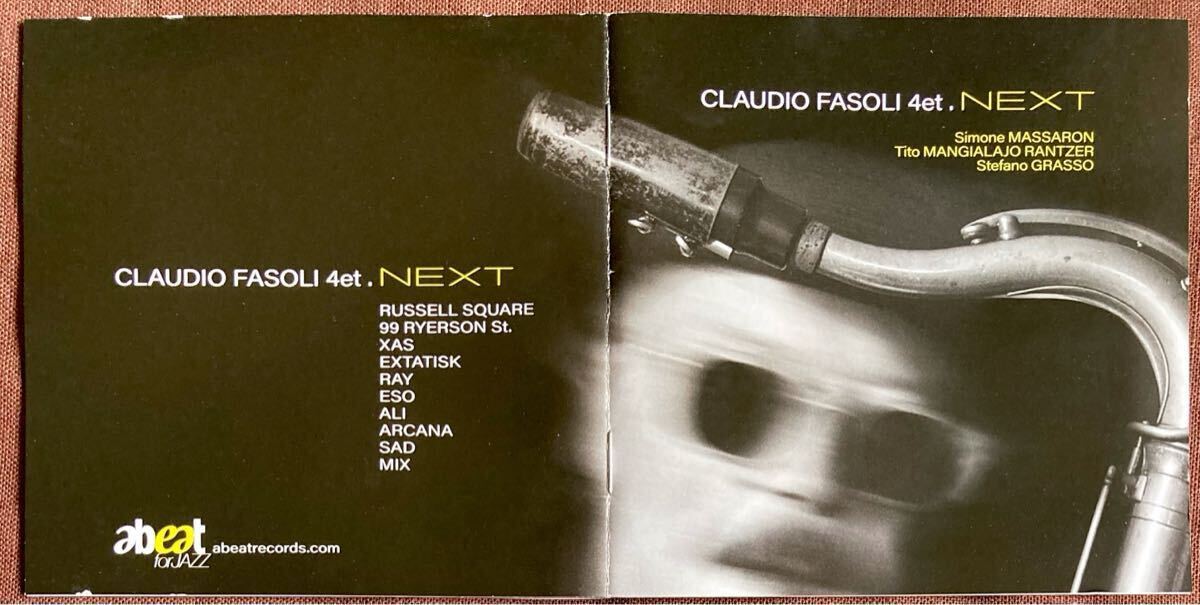 CLAUDIO FASOLI 4et . NEXT
RUSSELL SQUARE
99 RYERSON St.
XAS
EXTATISK
RAY
ESO
ALI
ARCANA
SAD
MIX
abeat
for JAZZ
abeatrecords.com
CLAUDIO FASOLI 4et . NEXT
Simone MASSARON
Tito MANGIALAJO RANTZER
Stefano GRASSO